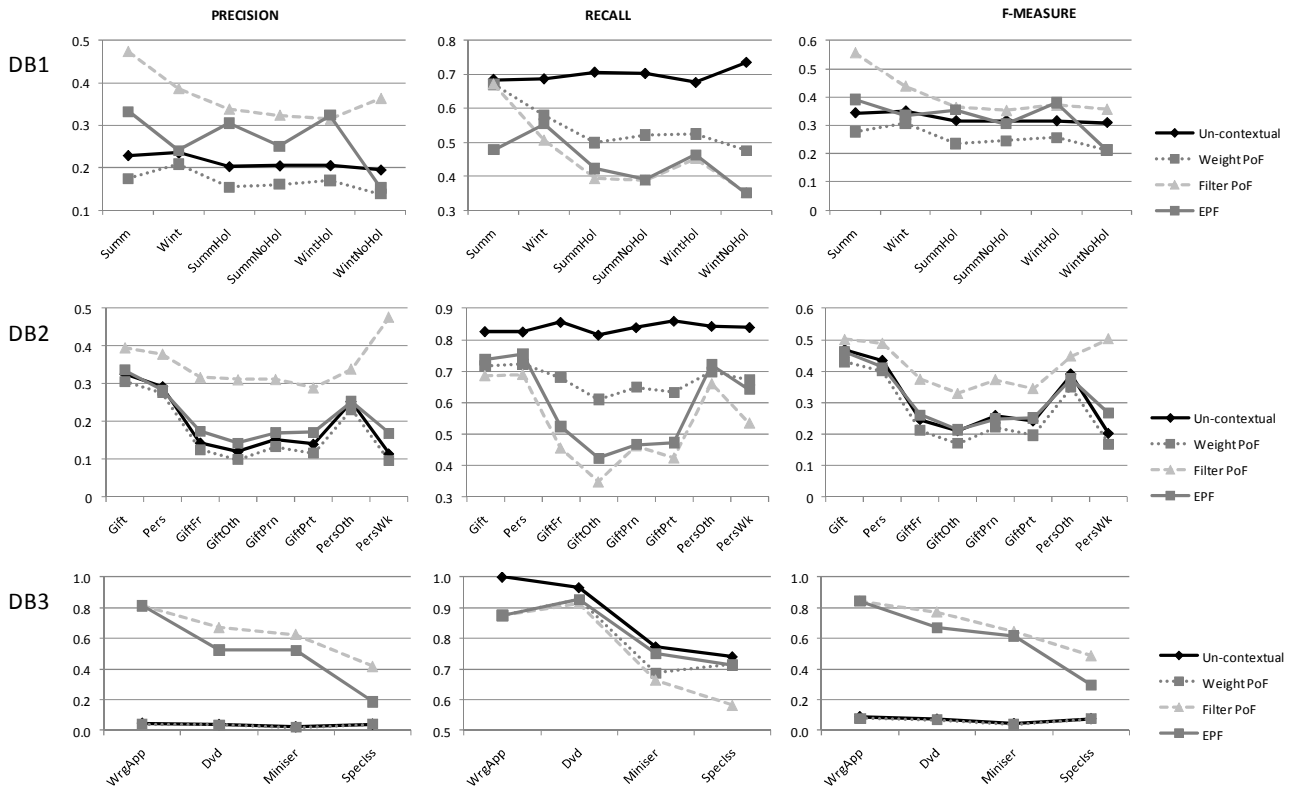 PRECISION
RECALL
F-MEASURE
DB1
0.5
0.4
0.3
0.2
0.1
Summ
Wint
SummHol
SummNoHol
WintHol
WintNoHol
0.8
0.7
0.6
0.5
0.4
0.3
Summ
Wint
SummHol
SummNoHol
WintHol
WintNoHol
0.6
0.5
0.4
0.3
0.2
0.1
0
Summ
Wint
SummHol
SummNoHol
WintHol
WintNoHol
Un-contextual
Weight PoF
Filter PoF
EPF
DB2
0.5
0.4
0.3
0.2
0.1
0
Gift
Pers
GiftFr
GiftOth
GiftPrn
GiftPrt
PersOth
PersWk
0.9
0.8
0.7
0.6
0.5
0.4
0.3
Gift
Pers
GiftFr
GiftOth
GiftPrn
GiftPrt
PersOth
PersWk
0.6
0.5
0.4
0.3
0.2
0.1
0
Gift
Pers
GiftFr
GiftOth
GiftPrn
GiftPrt
PersOth
PersWk
Un-contextual
Weight PoF
Filter PoF
EPF
DB3
1.0
0.8
0.6
0.4
0.2
0.0
WrgApp
Dvd
Miniser
SpecIss
1.0
0.9
0.8
0.7
0.6
0.5
WrgApp
Dvd
Miniser
SpecIss
1.0
0.8
0.6
0.4
0.2
0.0
WrgApp
Dvd
Miniser
SpecIss
Un-contextual
Weight PoF
Filter PoF
EPF